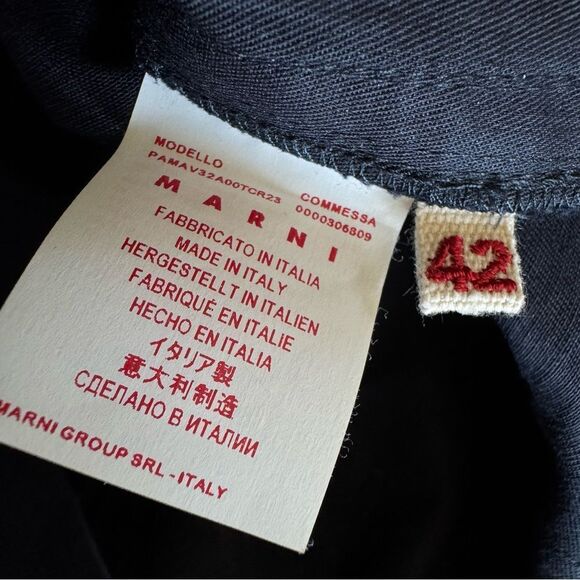 MODELLO
PAMAV32A00TCR23
COMMESSA
0000306809
MARNI
FABBRICATO IN ITALIA
MADE IN ITALY
HERGESTELLT IN ITALIEN
FABRIQUÉ EN ITALIE
HECHO EN ITALIA
イタリア製
意大利制造
СДЕЛАНО В ИТАЛИИ
MARNI GROUP SRL - ITALY
42